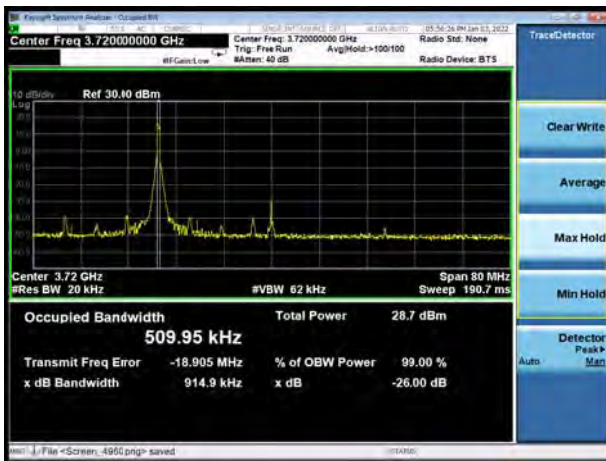 Keysight Spectrum Analyzer - Occupied BW
Center Freq 3.720000000 GHz
Center Freq: 3.720000000 GHz
Trig: Free Run Avg|Hold:>100/100
#IFGain:Low #Atten: 40 dB
05:56:26 PM Jan 03, 2022
Radio Std: None
Radio Device: BTS
Trace/Detector
10 dB/div Ref 30.00 dBm
Log
Center 3.72 GHz Span 80 MHz
#Res BW 20 kHz #VBW 62 kHz Sweep 190.7 ms
Occupied Bandwidth Total Power 28.7 dBm
509.95 kHz
Transmit Freq Error -18.905 MHz % of OBW Power 99.00 %
x dB Bandwidth 914.9 kHz x dB -26.00 dB
Clear Write
Average
Max Hold
Min Hold
Detector
Peak
Auto Man
File <Screen_4960.png> saved
STATUS